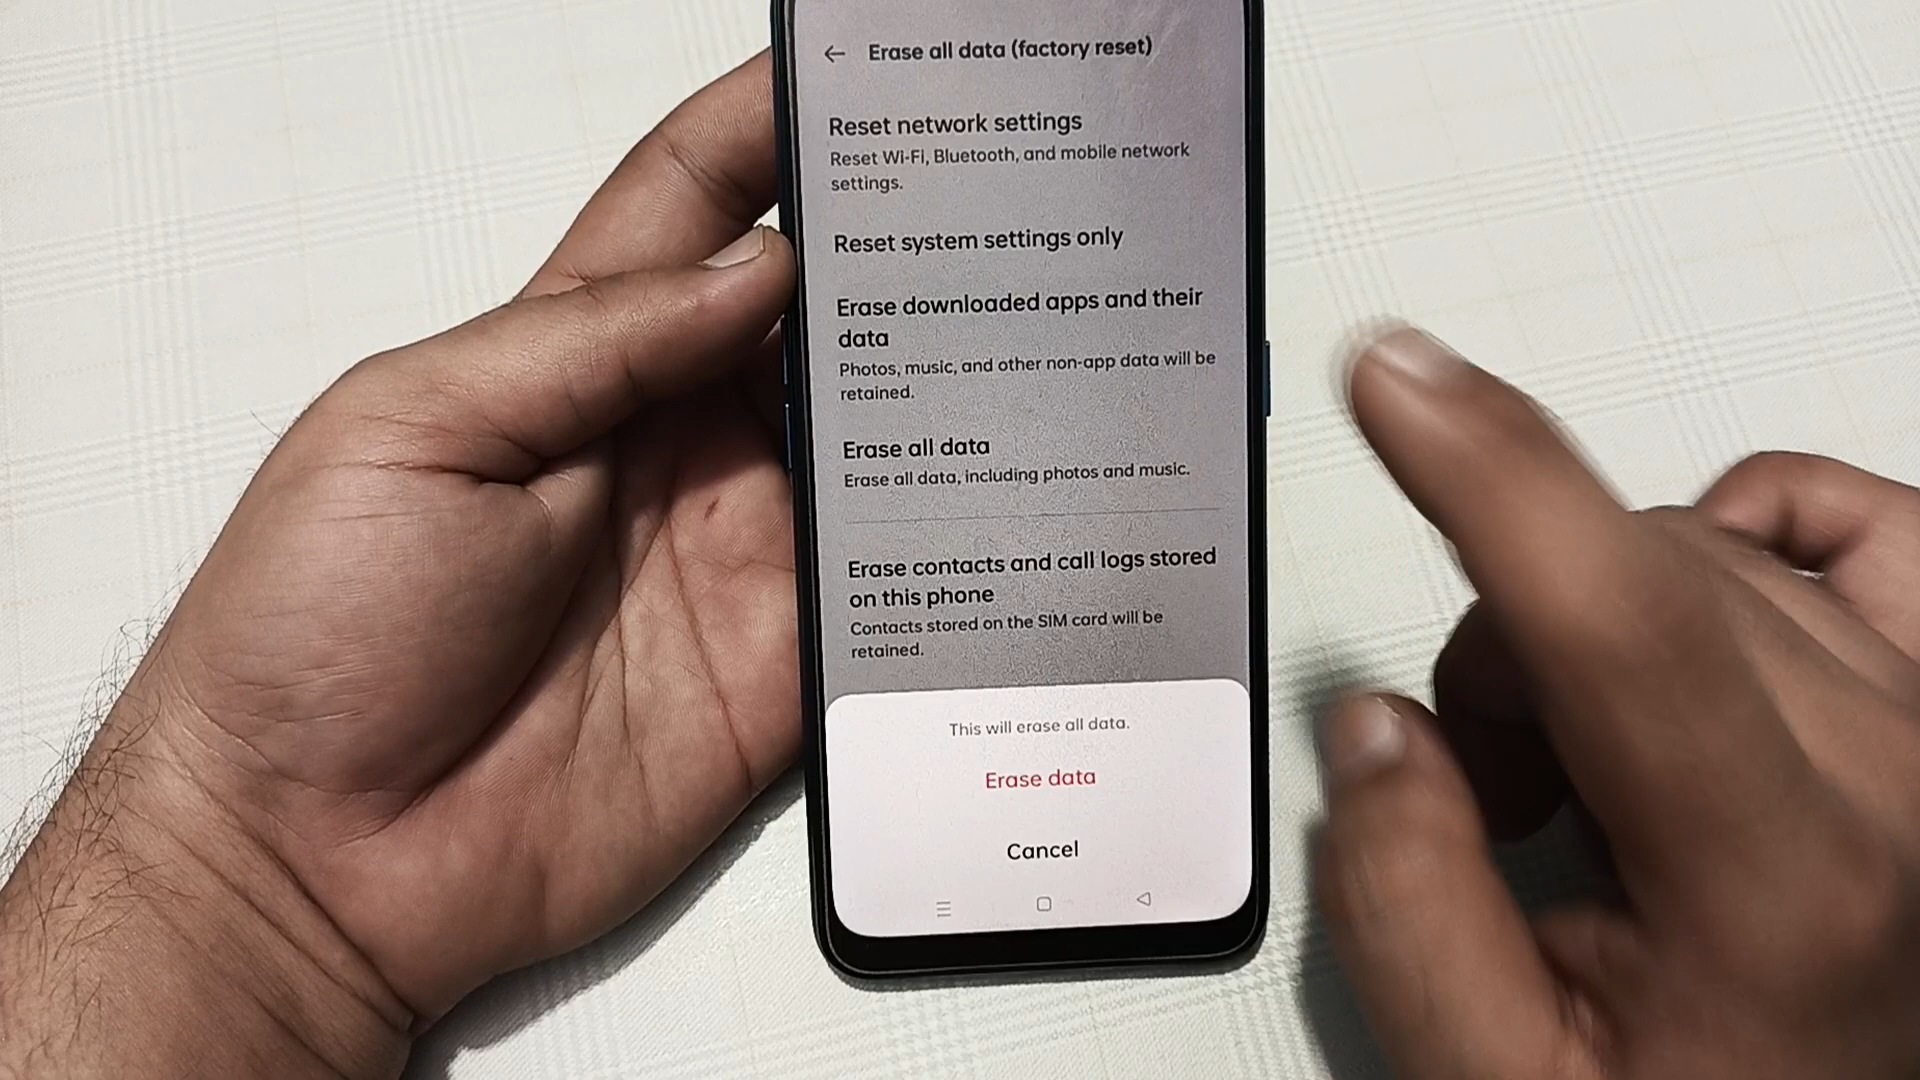 Erase all data (factory reset)
Reset network settings
Reset Wi-Fi, Bluetooth, and mobile network
settings.
Reset system settings only
Erase downloaded apps and their
data
Photos, music, and other non-app data will be
retained.
Erase all data
Erase all data, including photos and music.
Erase contacts and call logs stored
on this phone
Contacts stored on the SIM card will be
retained.
This will erase all data.
Erase data
Cancel